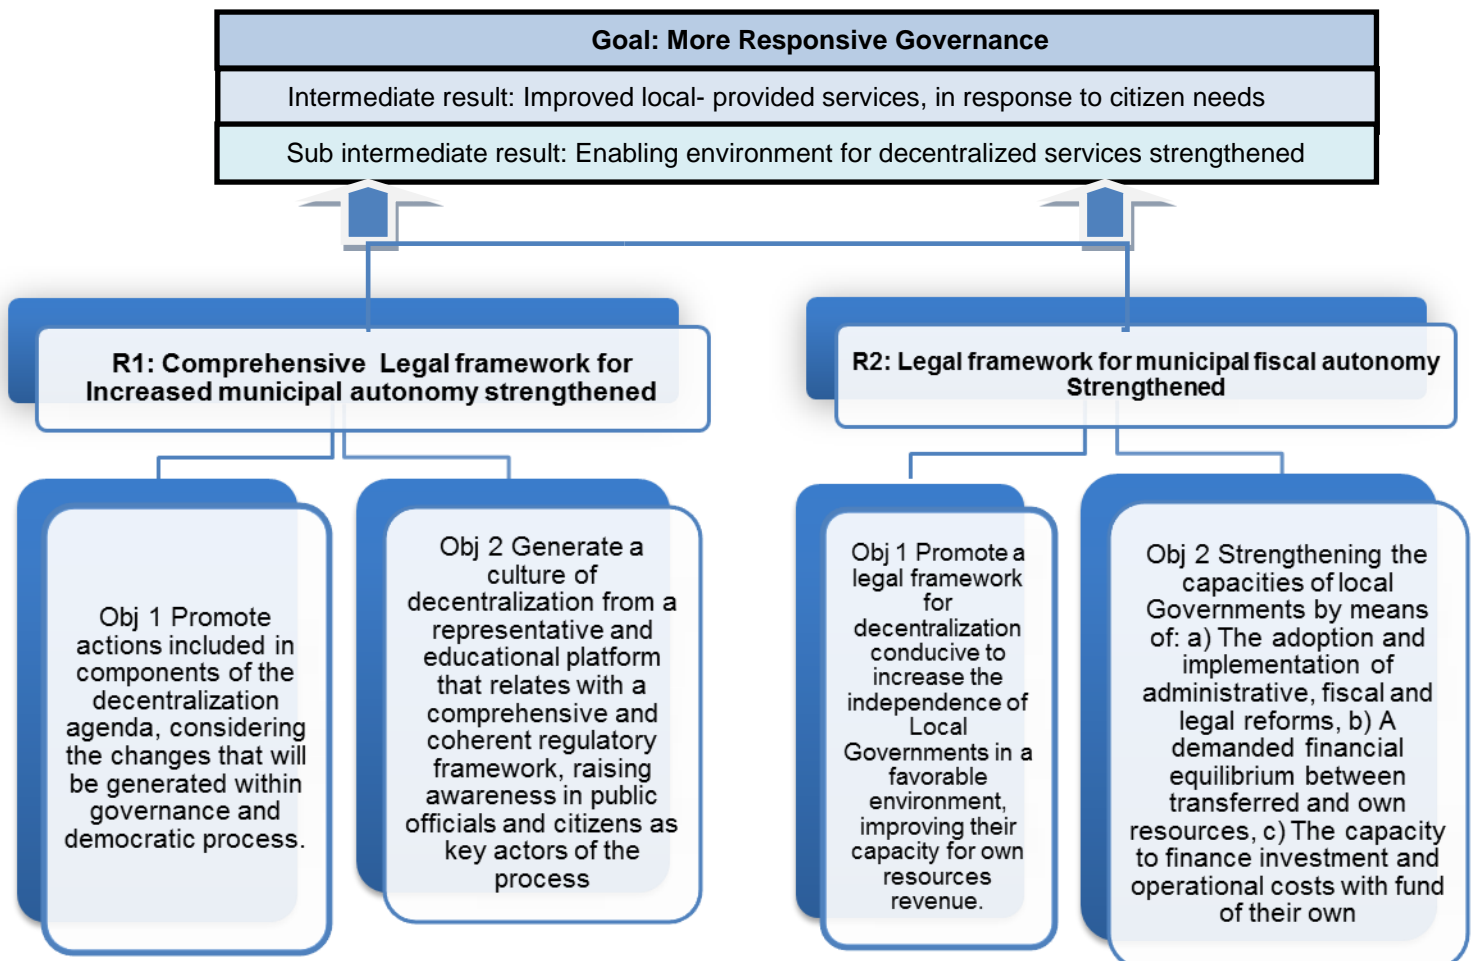 Goal: More Responsive Governance
Intermediate result: Improved local- provided services, in response to citizen needs
Sub intermediate result: Enabling environment for decentralized services strengthened
R1: Comprehensive Legal framework for
Increased municipal autonomy strengthened
R2: Legal framework for municipal fiscal autonomy
Strengthened
Obj 1 Promote
actions included in
components of the
decentralization
agenda, considering
the changes that will
be generated within
governance and
democratic process.
Obj 2 Generate a
culture of
decentralization from a
representative and
educational platform
that relates with a
comprehensive and
coherent regulatory
framework, raising
awareness in public
officials and citizens as
key actors of the
process
Obj 1 Promote a
legal framework
for
decentralization
conducive to
increase the
independence of
Local
Governments in a
favorable
environment,
improving their
capacity for own
resources
revenue.
Obj 2 Strengthening the
capacities of local
Governments by means
of: a) The adoption and
implementation of
administrative, fiscal and
legal reforms, b) A
demanded financial
equilibrium between
transferred and own
resources, c) The capacity
to finance investment and
operational costs with fund
of their own